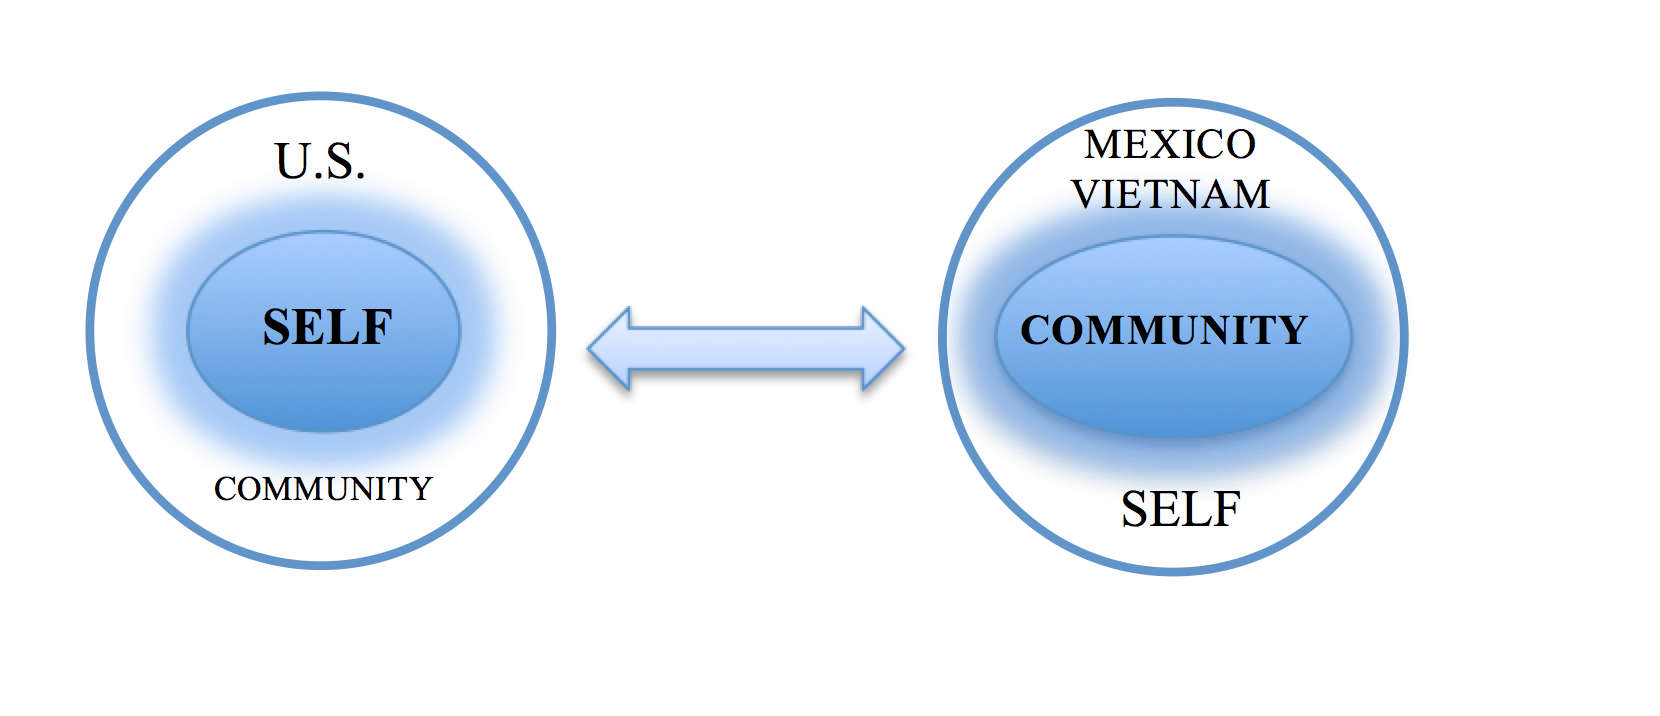 U.S.
SELF
COMMUNITY
MEXICO
VIETNAM
COMMUNITY
SELF